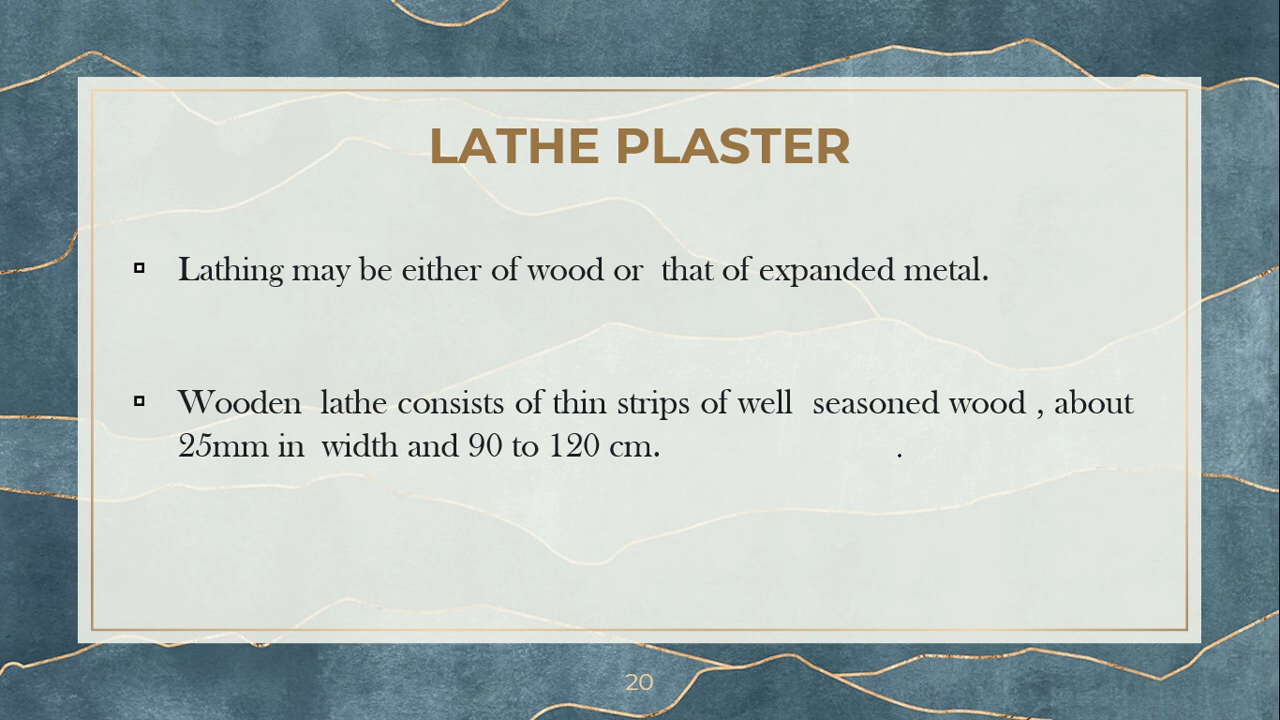 LATHE PLASTER
▫ Lathing may be either of wood or that of expanded metal.
▫ Wooden lathe consists of thin strips of well seasoned wood , about
25mm in width and 90 to 120 cm.
.
20